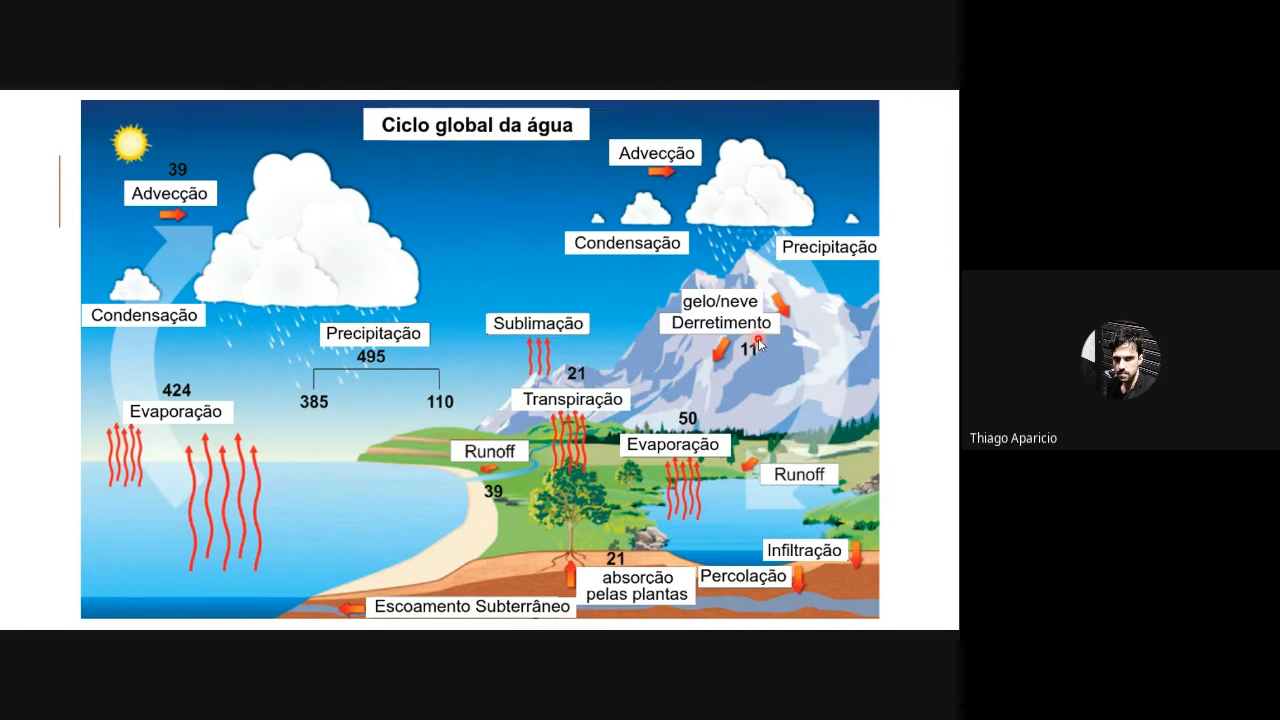 Ciclo global da água
39
Advecção
Advecção
Condensação
Precipitação
Condensação
Precipitação
495
385
110
424
Evaporação
Sublimação
gelo/neve
Derretimento
11
21
Transpiração
50
Evaporação
Runoff
39
Runoff
Infiltração
21
absorção
pelas plantas
Percolação
Escoamento Subterrâneo
Thiago Aparicio